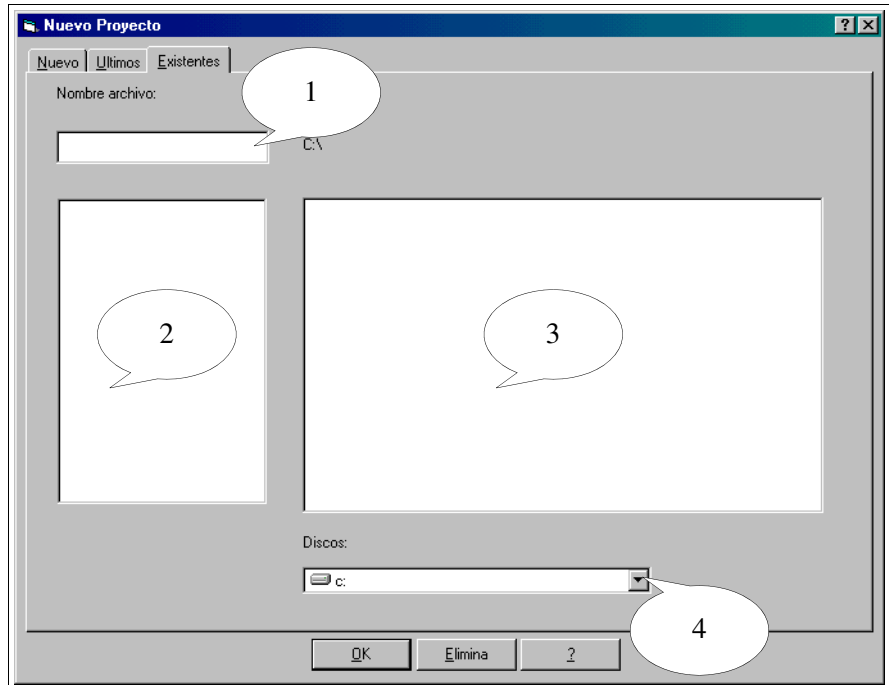 Nuevo Proyecto
Nuevo Ultimos Existentes
Nombre archivo:
1
C:\
2
3
Discos:
c:
4
OK Elimina ?